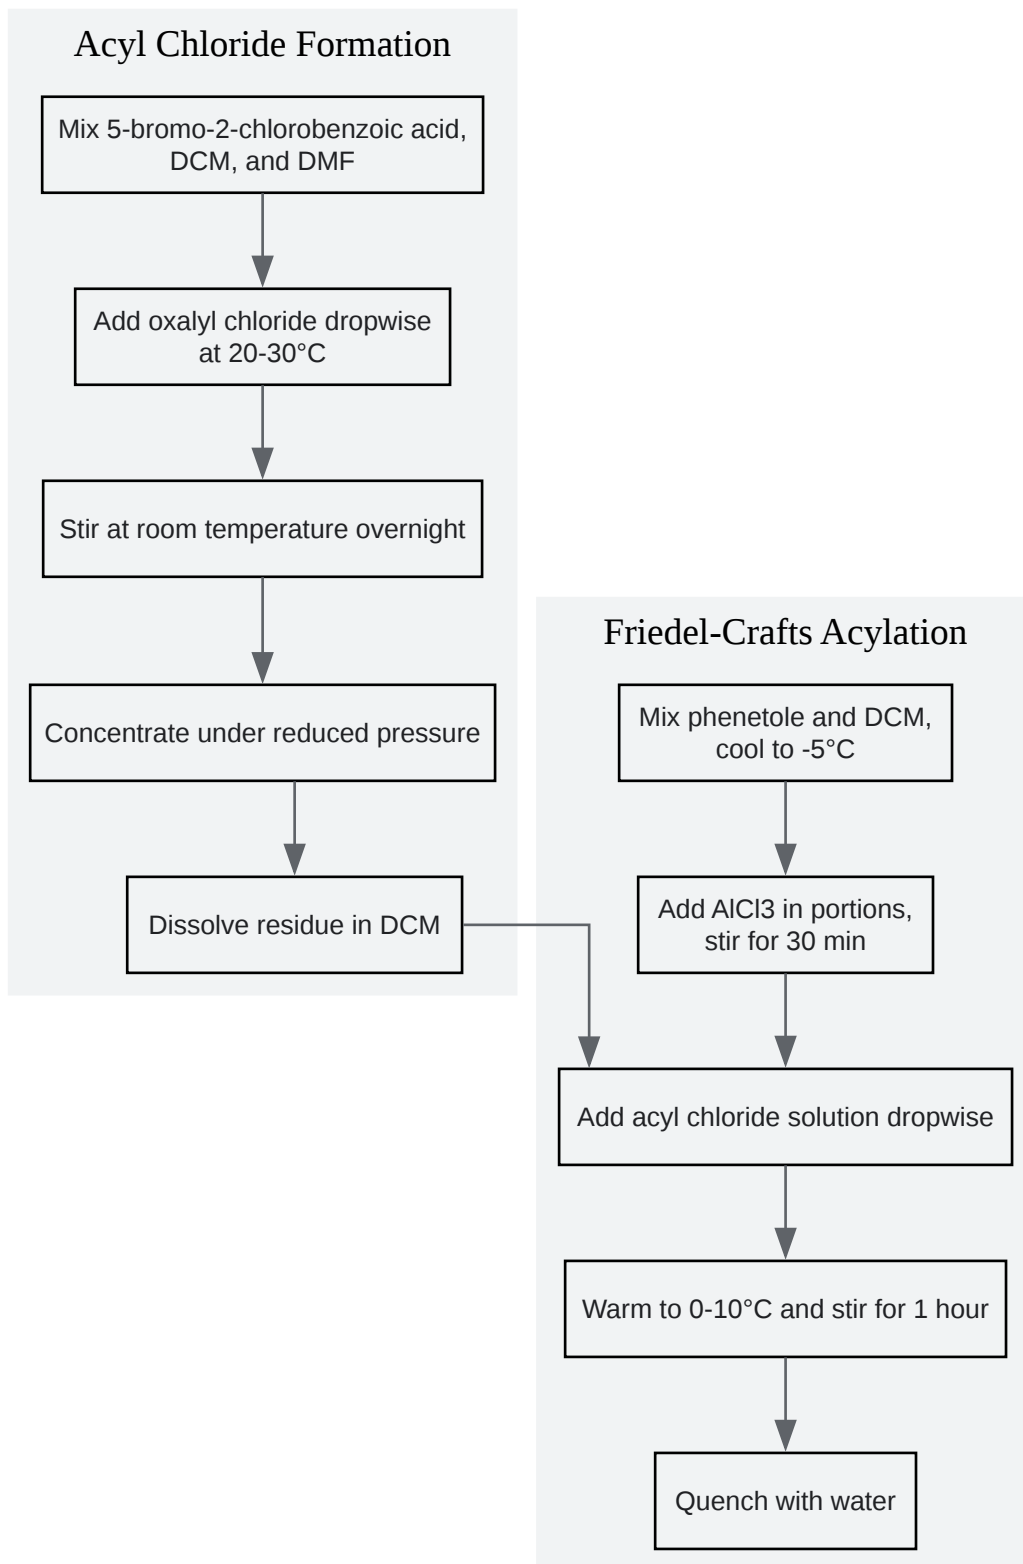 Acyl Chloride Formation
Mix 5-bromo-2-chlorobenzoic acid,
DCM, and DMF
Add oxalyl chloride dropwise
at 20-30°C
Stir at room temperature overnight
Concentrate under reduced pressure
Dissolve residue in DCM
Friedel-Crafts Acylation
Mix phenetole and DCM,
cool to -5°C
Add AlCl3 in portions,
stir for 30 min
Add acyl chloride solution dropwise
Warm to 0-10°C and stir for 1 hour
Quench with water